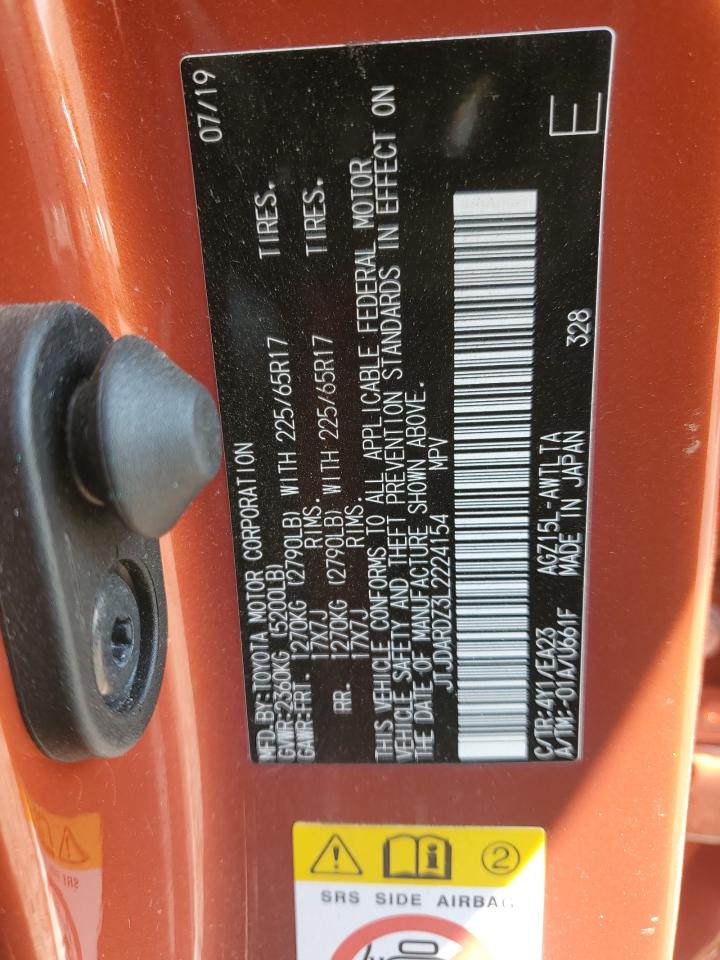 07/19
MFD.BY:TOYOTA MOTOR CORPORATION
GVWR:2360KG (5200LB)
GAWR:FRT. 1270KG (2790LB) WITH 225/65R17 TIRES.
17X7J RIMS.
RR. 1270KG (2790LB) WITH 225/65R17 TIRES.
17X7J RIMS.
THIS VEHICLE CONFORMS TO ALL APPLICABLE FEDERAL MOTOR
VEHICLE SAFETY AND THEFT PREVENTION STANDARDS IN EFFECT ON
THE DATE OF MANUFACTURE SHOWN ABOVE.
JTJDARDZ3L2224154 MPV
C/TR:4Y1/EA23 AGZ15L-AWTLTA 328
A/TM:-01A/U661F MADE IN JAPAN
E
2
SRS SIDE AIRBAG